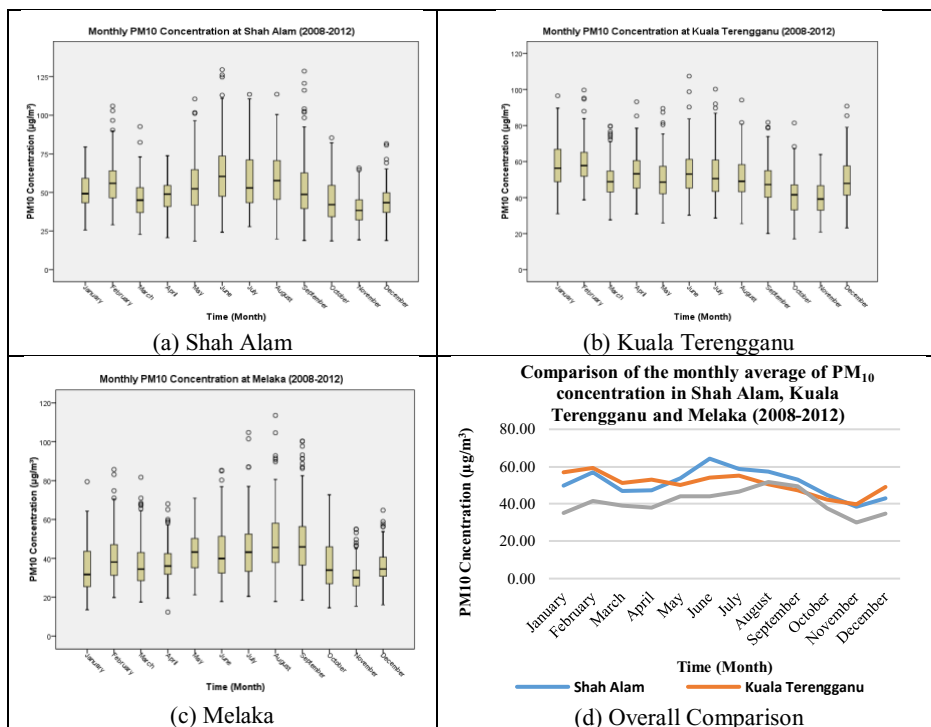 Monthly PM10 Concentration at Shah Alam (2008-2012)
PM10 Concentration (µg/m³)
125
100
75
50
25
0
January
February
March
April
May
June
July
August
September
October
November
December
Time (Month)
(a) Shah Alam
Monthly PM10 Concentration at Kuala Terengganu (2008-2012)
PM10 Concentration (µg/m³)
120
100
80
60
40
20
0
January
February
March
April
May
June
July
August
September
October
November
December
Time (Month)
(b) Kuala Terengganu
Monthly PM10 Concentration at Melaka (2008-2012)
PM10 Concentration (µg/m³)
120
100
80
60
40
20
0
January
February
March
April
May
June
July
August
September
October
November
December
Time (Month)
(c) Melaka
Comparison of the monthly average of PM₁₀
concentration in Shah Alam, Kuala
Terengganu and Melaka (2008-2012)
PM10 Cncentration (µg/m³)
80.00
60.00
40.00
20.00
0.00
January
February
March
April
May
June
July
August
September
October
November
December
Time (Month)
Shah Alam
Kuala Terengganu
(d) Overall Comparison